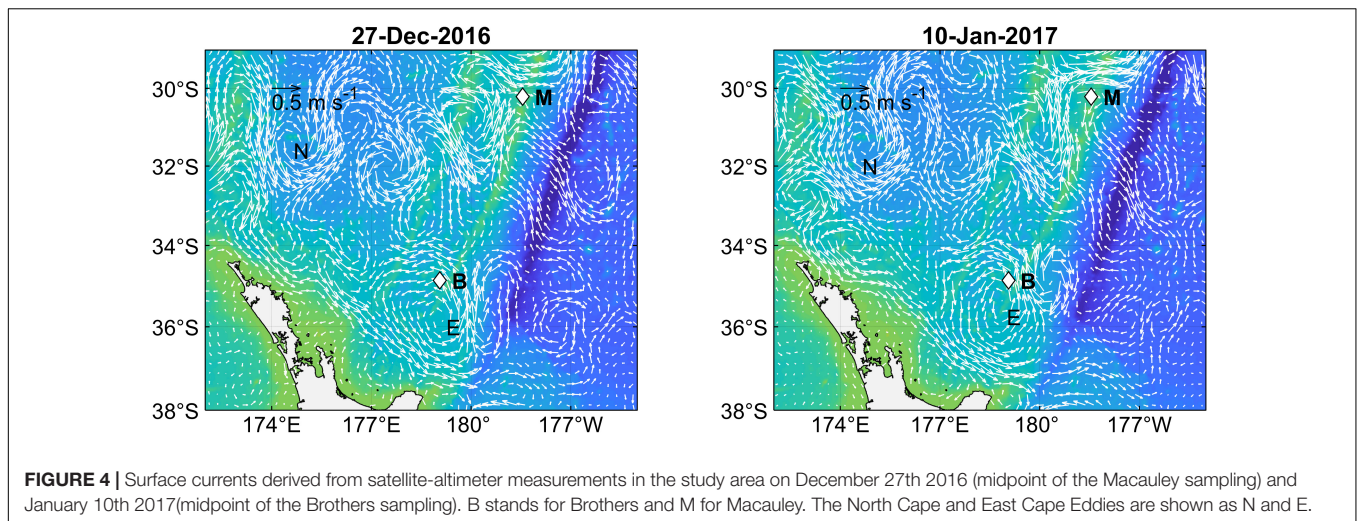 27-Dec-2016
10-Jan-2017
30°S
32°S
34°S
36°S
38°S
174°E
177°E
180°
177°W
0.5 m s⁻¹
N
M
B
E
30°S
32°S
34°S
36°S
38°S
174°E
177°E
180°
177°W
0.5 m s⁻¹
N
M
B
E
FIGURE 4 | Surface currents derived from satellite-altimeter measurements in the study area on December 27th 2016 (midpoint of the Macauley sampling) and
January 10th 2017(midpoint of the Brothers sampling). B stands for Brothers and M for Macauley. The North Cape and East Cape Eddies are shown as N and E.